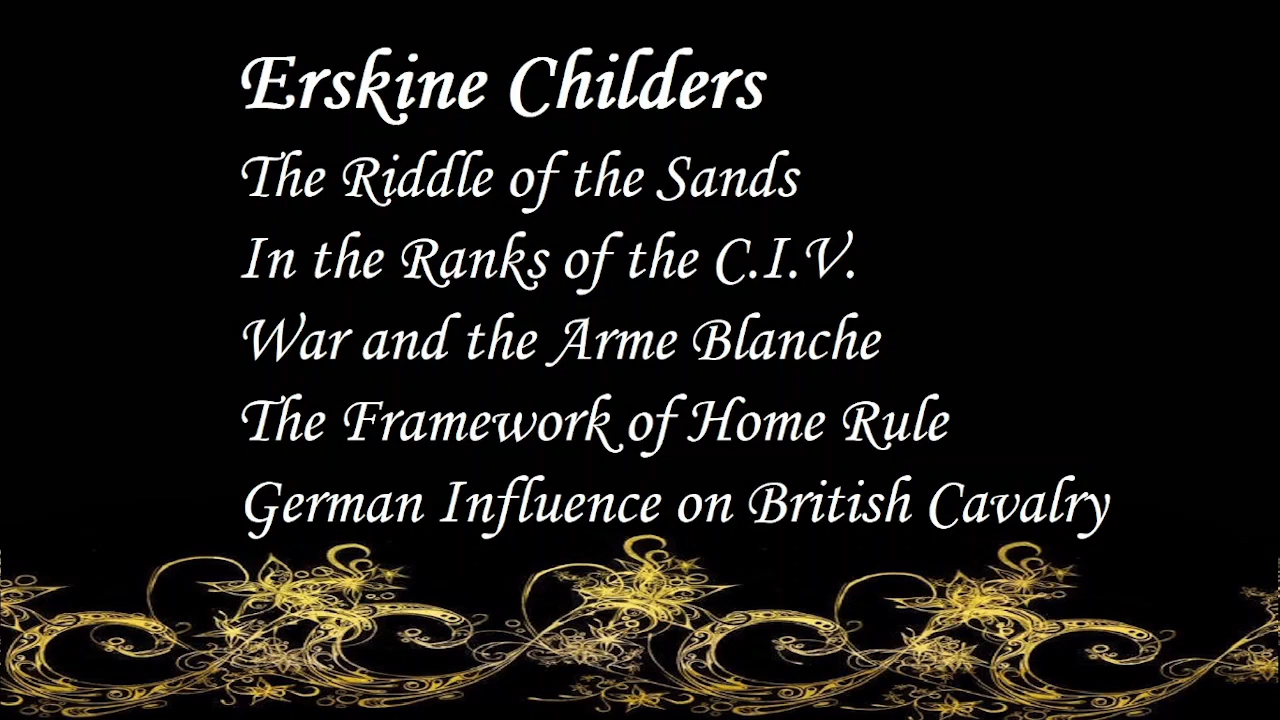 Erskine Childers
The Riddle of the Sands
In the Ranks of the C.I.V.
War and the Arme Blanche
The Framework of Home Rule
German Influence on British Cavalry